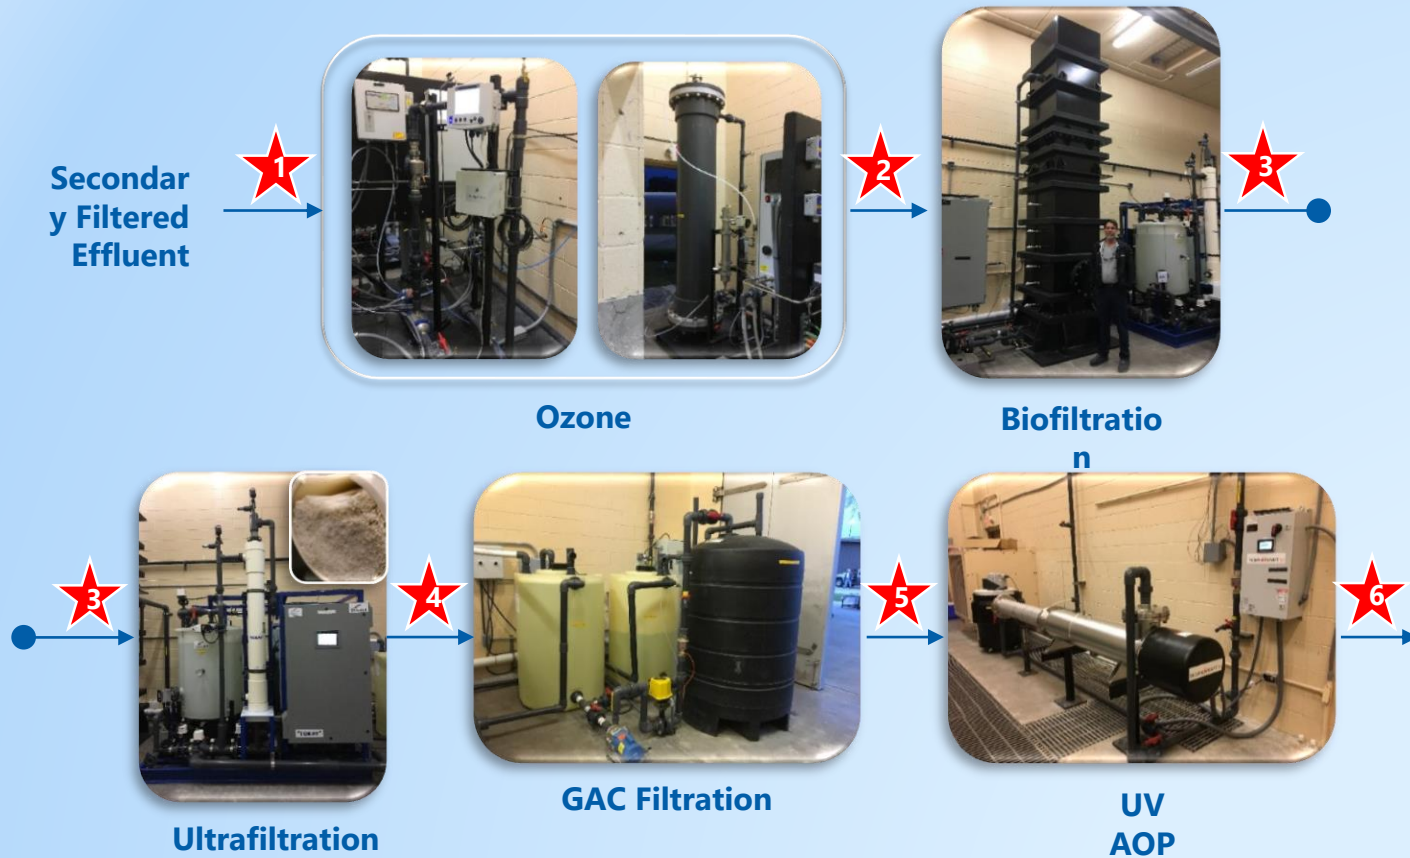 1
2
3
Secondar
y Filtered
Effluent
Ozone
Biofiltratio
n
3
4
5
6
Ultrafiltration
GAC Filtration
UV
AOP